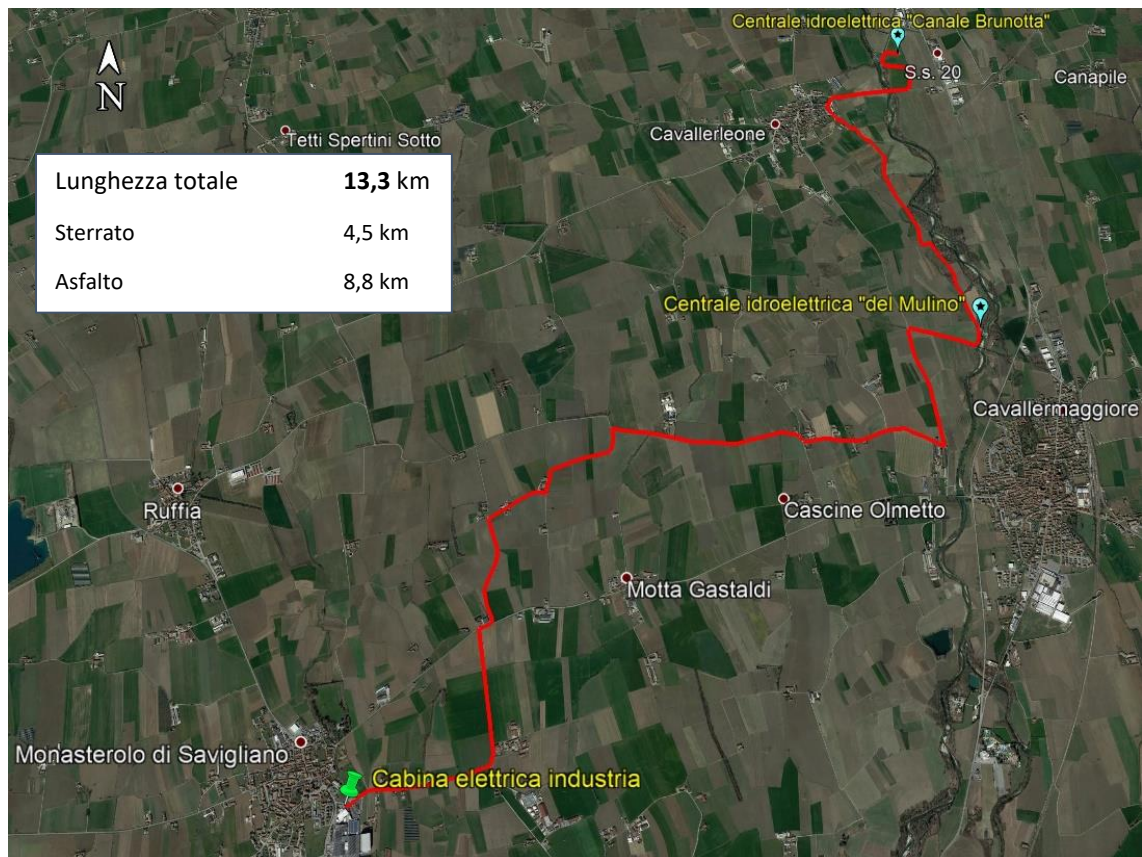 Centrale idroelettrica "Canale Brunotta"
N
S.s. 20
Canapile
Cavallerleone
Tetti Spertini Sotto
Lunghezza totale 13,3 km
Sterrato 4,5 km
Asfalto 8,8 km
Centrale idroelettrica "del Mulino"
Cavallermaggiore
Ruffia
Cascine Olmetto
Motta Gastaldi
Monasterolo di Savigliano
Cabina elettrica industria